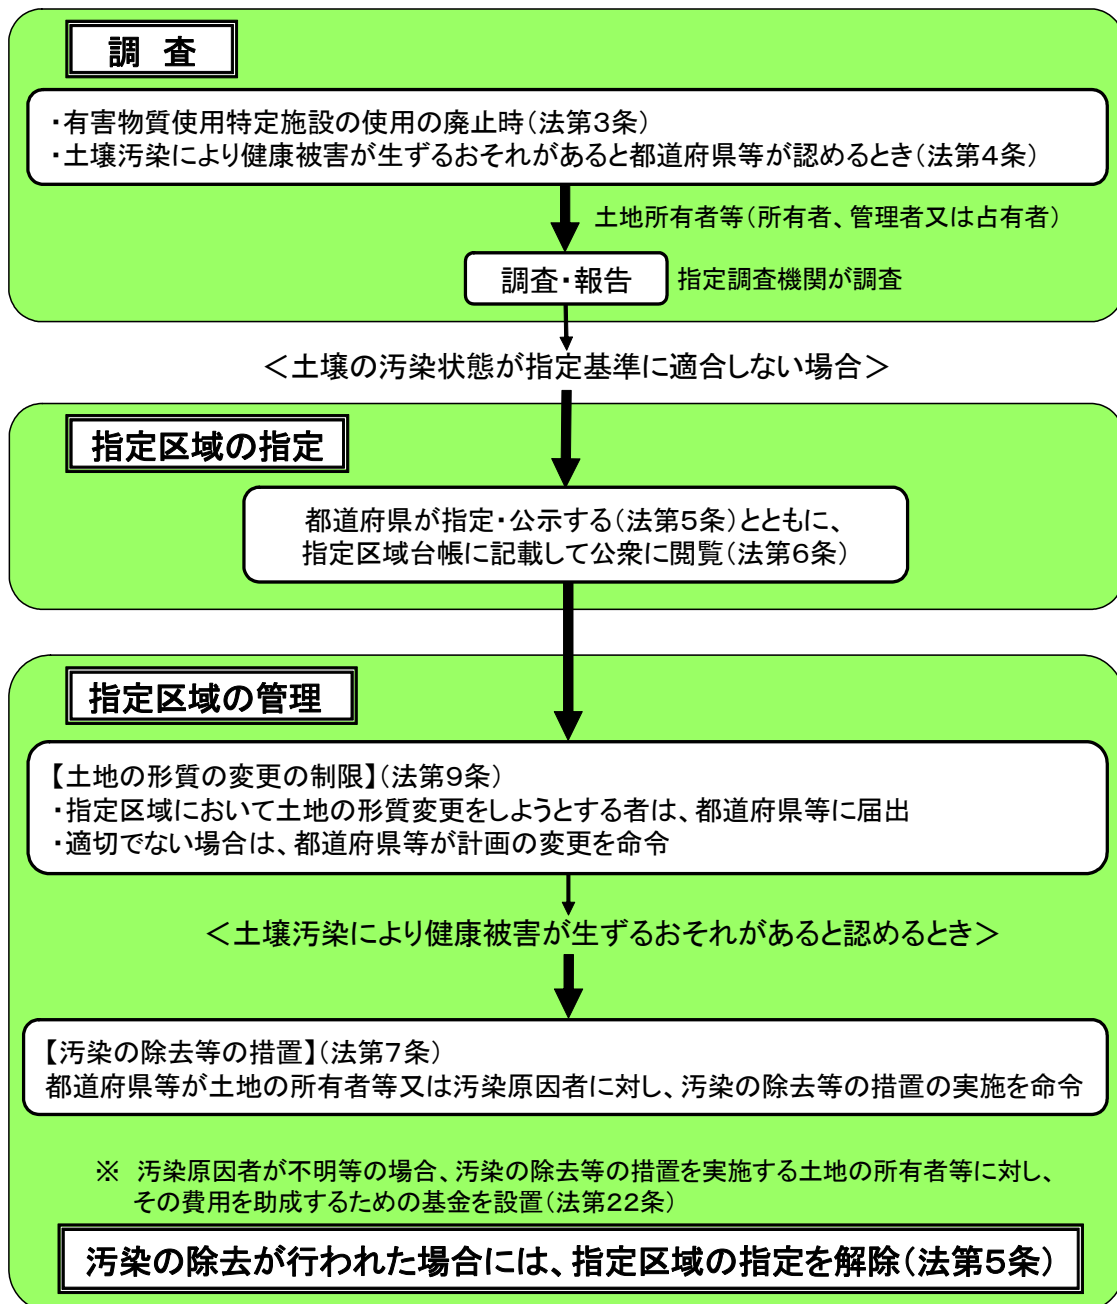 調 査
・有害物質使用特定施設の使用の廃止時(法第3条)
・土壌汚染により健康被害が生ずるおそれがあると都道府県等が認めるとき(法第4条)
土地所有者等(所有者、管理者又は占有者)
調査・報告
指定調査機関が調査
＜土壌の汚染状態が指定基準に適合しない場合＞
指定区域の指定
都道府県が指定・公示する(法第5条)とともに、
指定区域台帳に記載して公衆に閲覧(法第6条)
指定区域の管理
【土地の形質の変更の制限】(法第9条)
・指定区域において土地の形質変更をしようとする者は、都道府県等に届出
・適切でない場合は、都道府県等が計画の変更を命令
＜土壌汚染により健康被害が生ずるおそれがあると認めるとき＞
【汚染の除去等の措置】(法第7条)
都道府県等が土地の所有者等又は汚染原因者に対し、汚染の除去等の措置の実施を命令
※ 汚染原因者が不明等の場合、汚染の除去等の措置を実施する土地の所有者等に対し、
その費用を助成するための基金を設置(法第22条)
汚染の除去が行われた場合には、指定区域の指定を解除(法第5条)